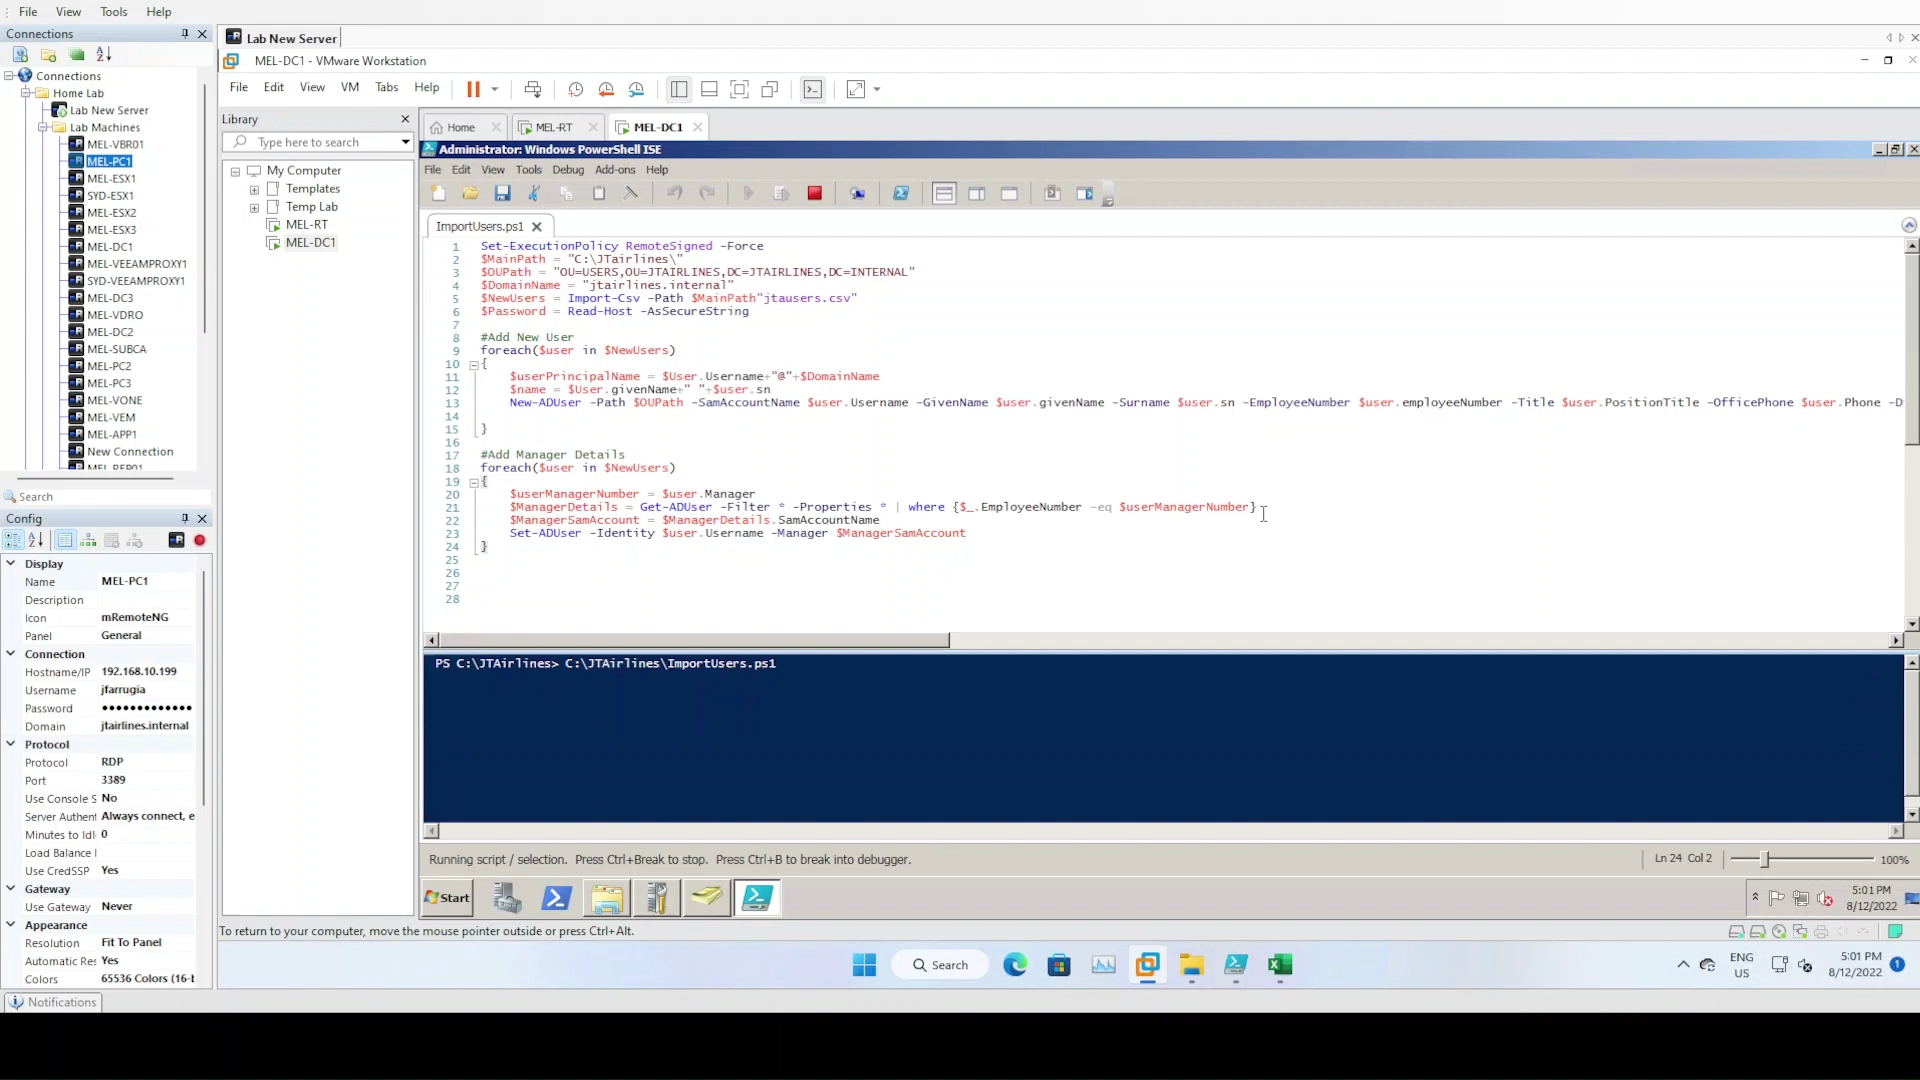 File View Tools Help
Connections
Connections
Home Lab
Lab New Server
Lab Machines
MEL-VBR01
MEL-PC1
MEL-ESX1
SYD-ESX1
MEL-ESX2
MEL-ESX3
MEL-DC1
MEL-VEEAMPROXY1
SYD-VEEAMPROXY1
MEL-DC3
MEL-VDRO
MEL-DC2
MEL-SUBCA
MEL-PC2
MEL-PC3
MEL-VONE
MEL-VEM
MEL-APP1
New Connection
MEL-REP01
Search
Config
Display
Name MEL-PC1
Description
Icon mRemoteNG
Panel General
Connection
Hostname/IP 192.168.10.199
Username jfarrugia
Password ●●●●●●●●●●●●●
Domain jtairlines.internal
Protocol
Protocol RDP
Port 3389
Use Console S No
Server Authent Always connect, e
Minutes to Idl 0
Load Balance I
Use CredSSP Yes
Gateway
Use Gateway Never
Appearance
Resolution Fit To Panel
Automatic Res Yes
Colors 65536 Colors (16-b
Notifications
Lab New Server
MEL-DC1 - VMware Workstation
File Edit View VM Tabs Help
Library
Type here to search
My Computer
Templates
Temp Lab
MEL-RT
MEL-DC1
Home MEL-RT MEL-DC1
Administrator: Windows PowerShell ISE
File Edit View Tools Debug Add-ons Help
ImportUsers.ps1
1 Set-ExecutionPolicy RemoteSigned -Force
2 $MainPath = "C:\JTairlines\"
3 $OUPath = "OU=USERS,OU=JTAIRLINES,DC=JTAIRLINES,DC=INTERNAL"
4 $DomainName = "jtairlines.internal"
5 $NewUsers = Import-Csv -Path $MainPath"jtausers.csv"
6 $Password = Read-Host -AsSecureString
7
8 #Add New User
9 foreach($user in $NewUsers)
10 {
11 $userPrincipalName = $User.Username+"@"+$DomainName
12 $name = $User.givenName+" "+$user.sn
13 New-ADUser -Path $OUPath -SamAccountName $user.Username -GivenName $user.givenName -Surname $user.sn -EmployeeNumber $user.employeeNumber -Title $user.PositionTitle -OfficePhone $user.Phone -D
14
15 }
16
17 #Add Manager Details
18 foreach($user in $NewUsers)
19 {
20 $userManagerNumber = $user.Manager
21 $ManagerDetails = Get-ADUser -Filter * -Properties * | where {$_.EmployeeNumber -eq $userManagerNumber}
22 $ManagerSamAccount = $ManagerDetails.SamAccountName
23 Set-ADUser -Identity $user.Username -Manager $ManagerSamAccount
24 }
25
26
27
28
PS C:\JTAirlines> C:\JTAirlines\ImportUsers.ps1
Running script / selection. Press Ctrl+Break to stop. Press Ctrl+B to break into debugger.
Ln 24 Col 2
100%
Start
5:01 PM
8/12/2022
To return to your computer, move the mouse pointer outside or press Ctrl+Alt.
Search
ENG
US
5:01 PM
8/12/2022
1